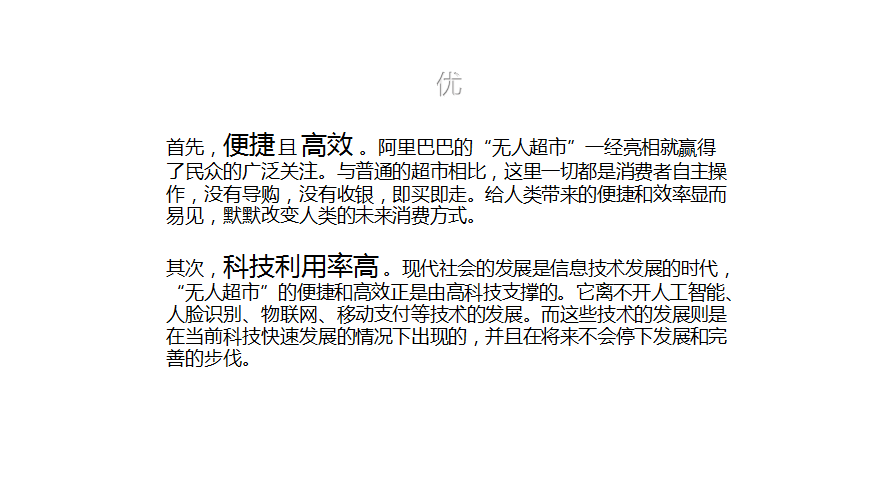 优
首先，便捷且高效。阿里巴巴的“无人超市”一经亮相就赢得
了民众的广泛关注。与普通的超市相比，这里一切都是消费者自主操
作，没有导购，没有收银，即买即走。给人类带来的便捷和效率显而
易见，默默改变人类的未来消费方式。
其次，科技利用率高。现代社会的发展是信息技术发展的时代，
“无人超市”的便捷和高效正是由高科技支撑的。它离不开人工智能、
人脸识别、物联网、移动支付等技术的发展。而这些技术的发展则是
在当前科技快速发展的情况下出现的，并且在将来不会停下发展和完
善的步伐。